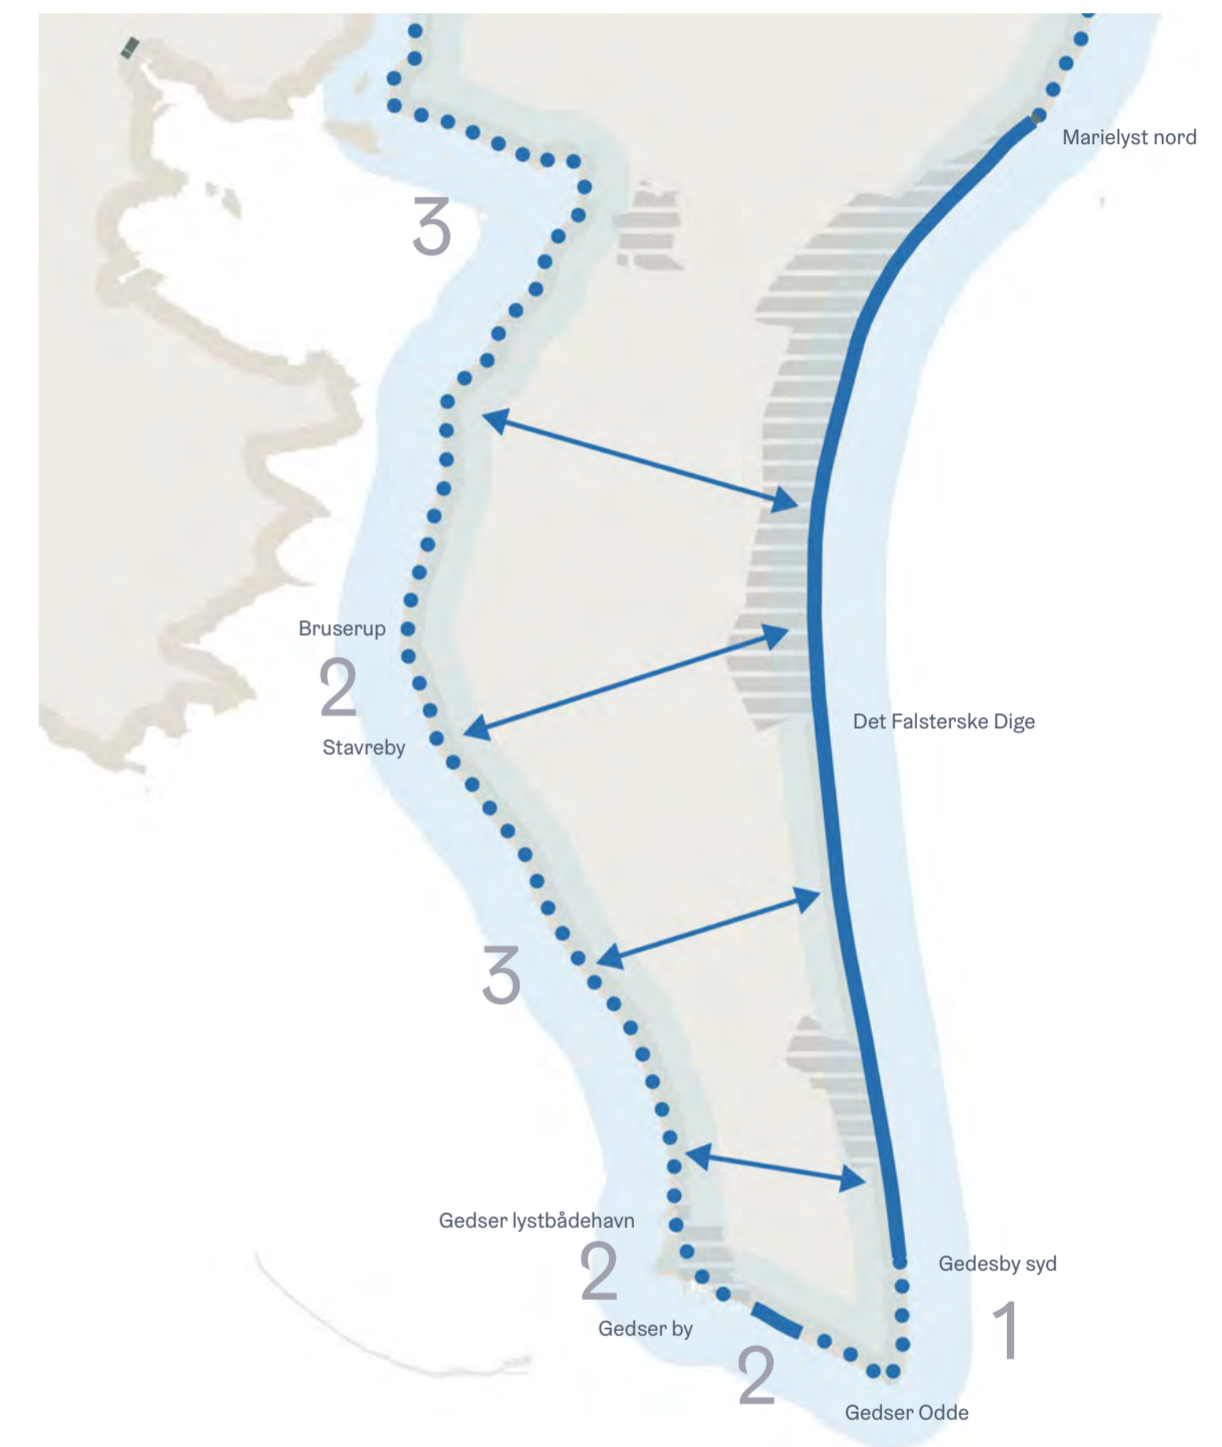 Marielyst nord
3
Bruserup
2
Det Falsterske Dige
Stavreby
3
Gedser lystbådehavn
2
Gedesby syd
1
Gedser by
2
Gedser Odde